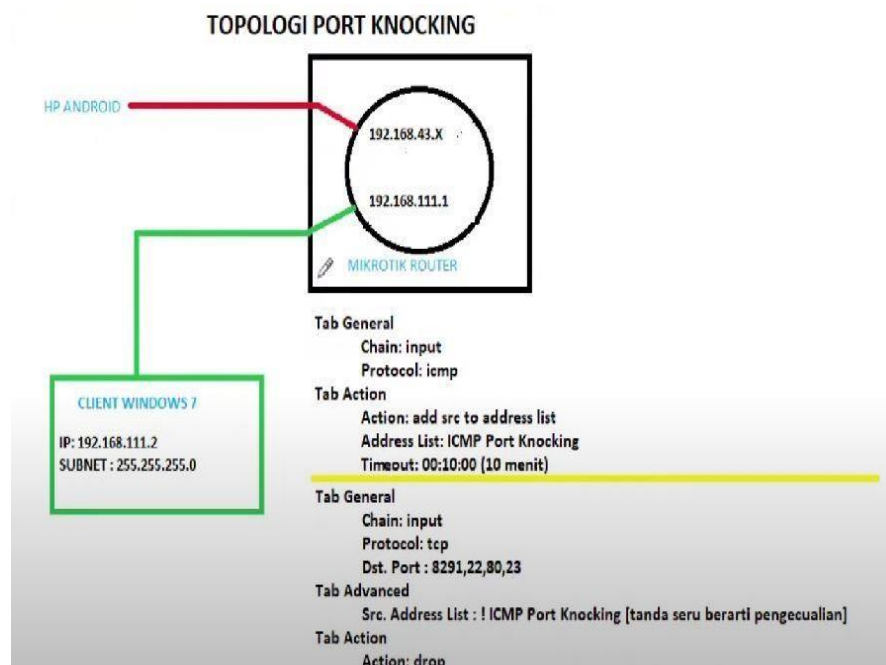 TOPOLOGI PORT KNOCKING
HP ANDROID
192.168.43.X
192.168.111.1
MIKROTIK ROUTER
CLIENT WINDOWS 7
IP: 192.168.111.2
SUBNET : 255.255.255.0
Tab General
Chain: input
Protocol: icmp
Tab Action
Action: add src to address list
Address List: ICMP Port Knocking
Timeout: 00:10:00 (10 menit)
Tab General
Chain: input
Protocol: tcp
Dst. Port : 8291,22,80,23
Tab Advanced
Src. Address List : ! ICMP Port Knocking [tanda seru berarti pengecualian]
Tab Action
Action: drop